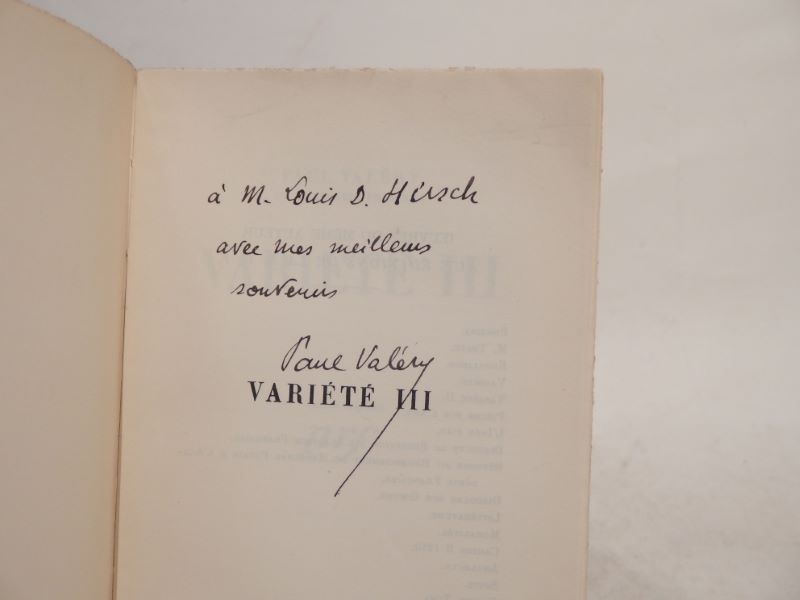 à M. Louis D. Hirsch
avec mes meilleurs
souvenirs
Paul Valéry
VARIÉTÉ III